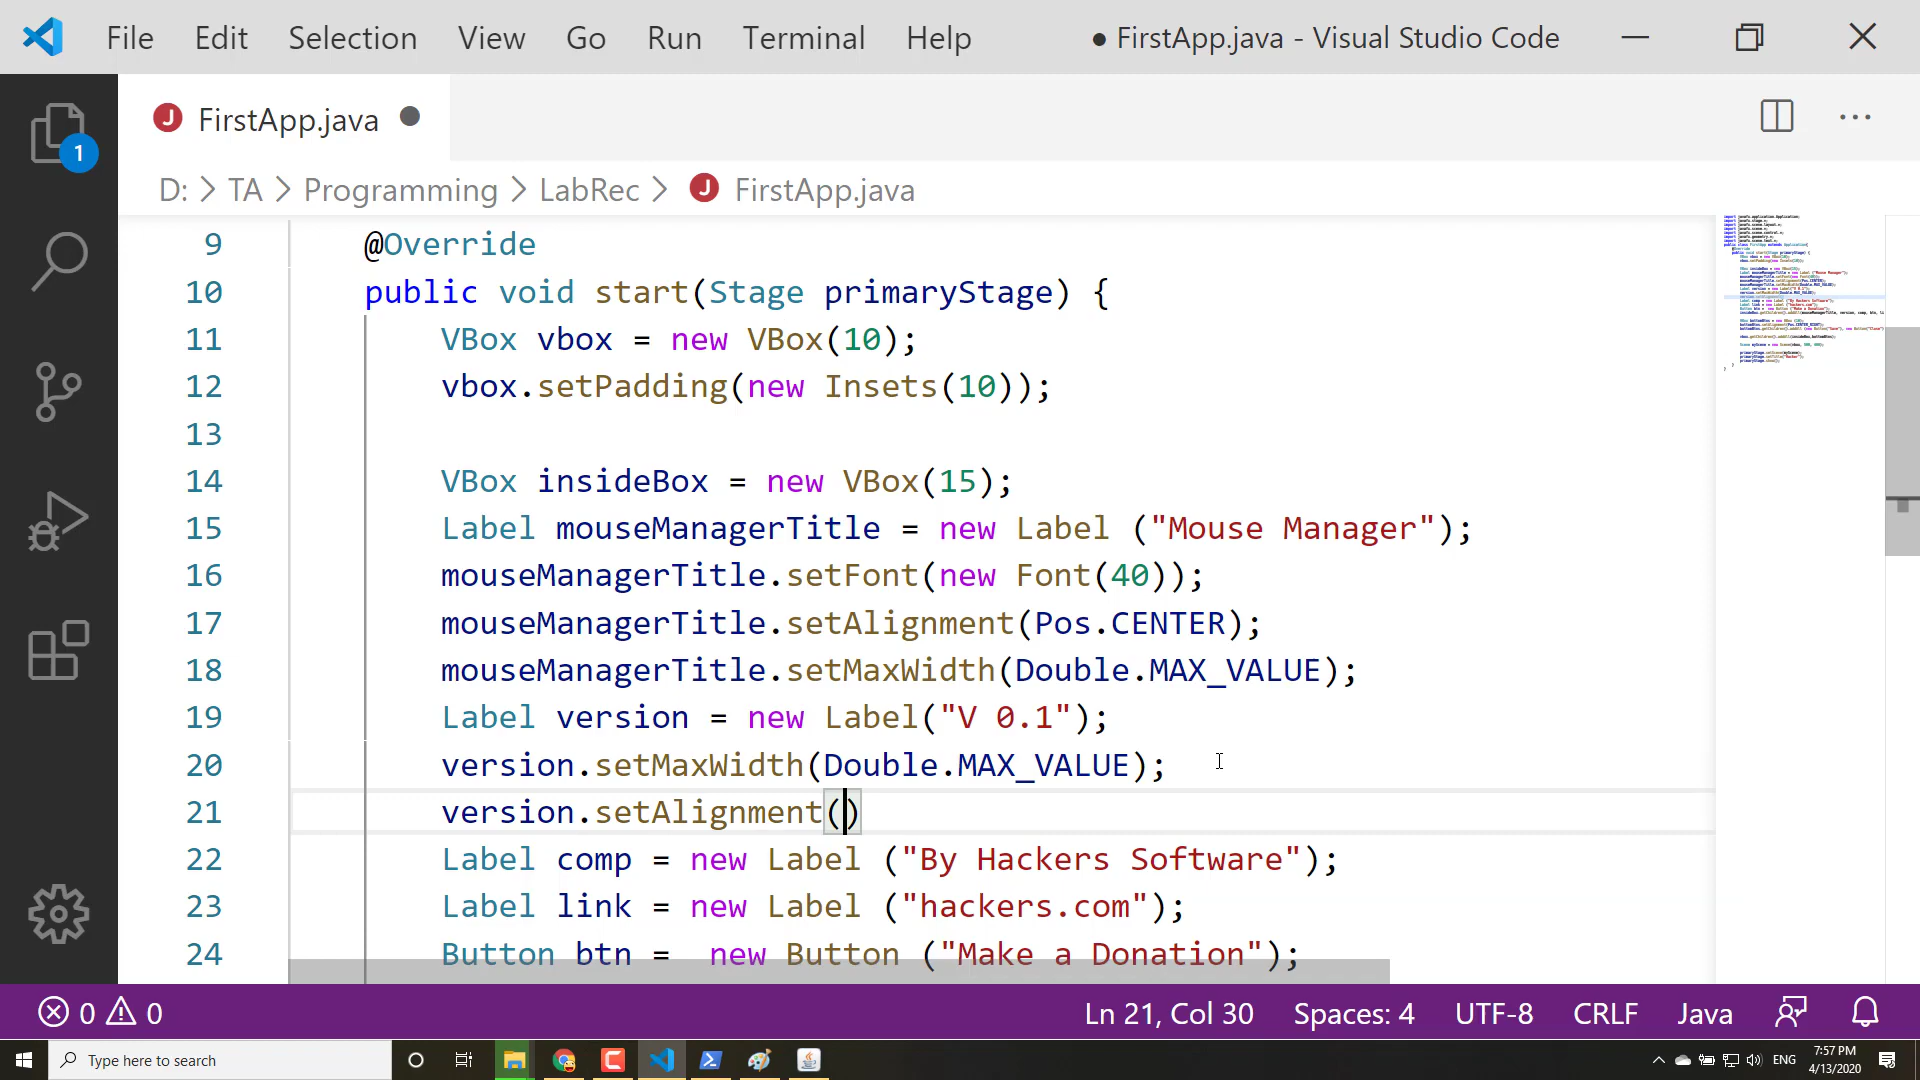 File Edit Selection View Go Run Terminal Help ● FirstApp.java - Visual Studio Code
J FirstApp.java
1
D: > TA > Programming > LabRec > J FirstApp.java
9 @Override
10 public void start(Stage primaryStage) {
11 VBox vbox = new VBox(10);
12 vbox.setPadding(new Insets(10));
13
14 VBox insideBox = new VBox(15);
15 Label mouseManagerTitle = new Label ("Mouse Manager");
16 mouseManagerTitle.setFont(new Font(40));
17 mouseManagerTitle.setAlignment(Pos.CENTER);
18 mouseManagerTitle.setMaxWidth(Double.MAX_VALUE);
19 Label version = new Label("V 0.1");
20 version.setMaxWidth(Double.MAX_VALUE);
21 version.setAlignment()
22 Label comp = new Label ("By Hackers Software");
23 Label link = new Label ("hackers.com");
24 Button btn =  new Button ("Make a Donation");
0 0 Ln 21, Col 30 Spaces: 4 UTF-8 CRLF Java
Type here to search ENG 7:57 PM
4/13/2020